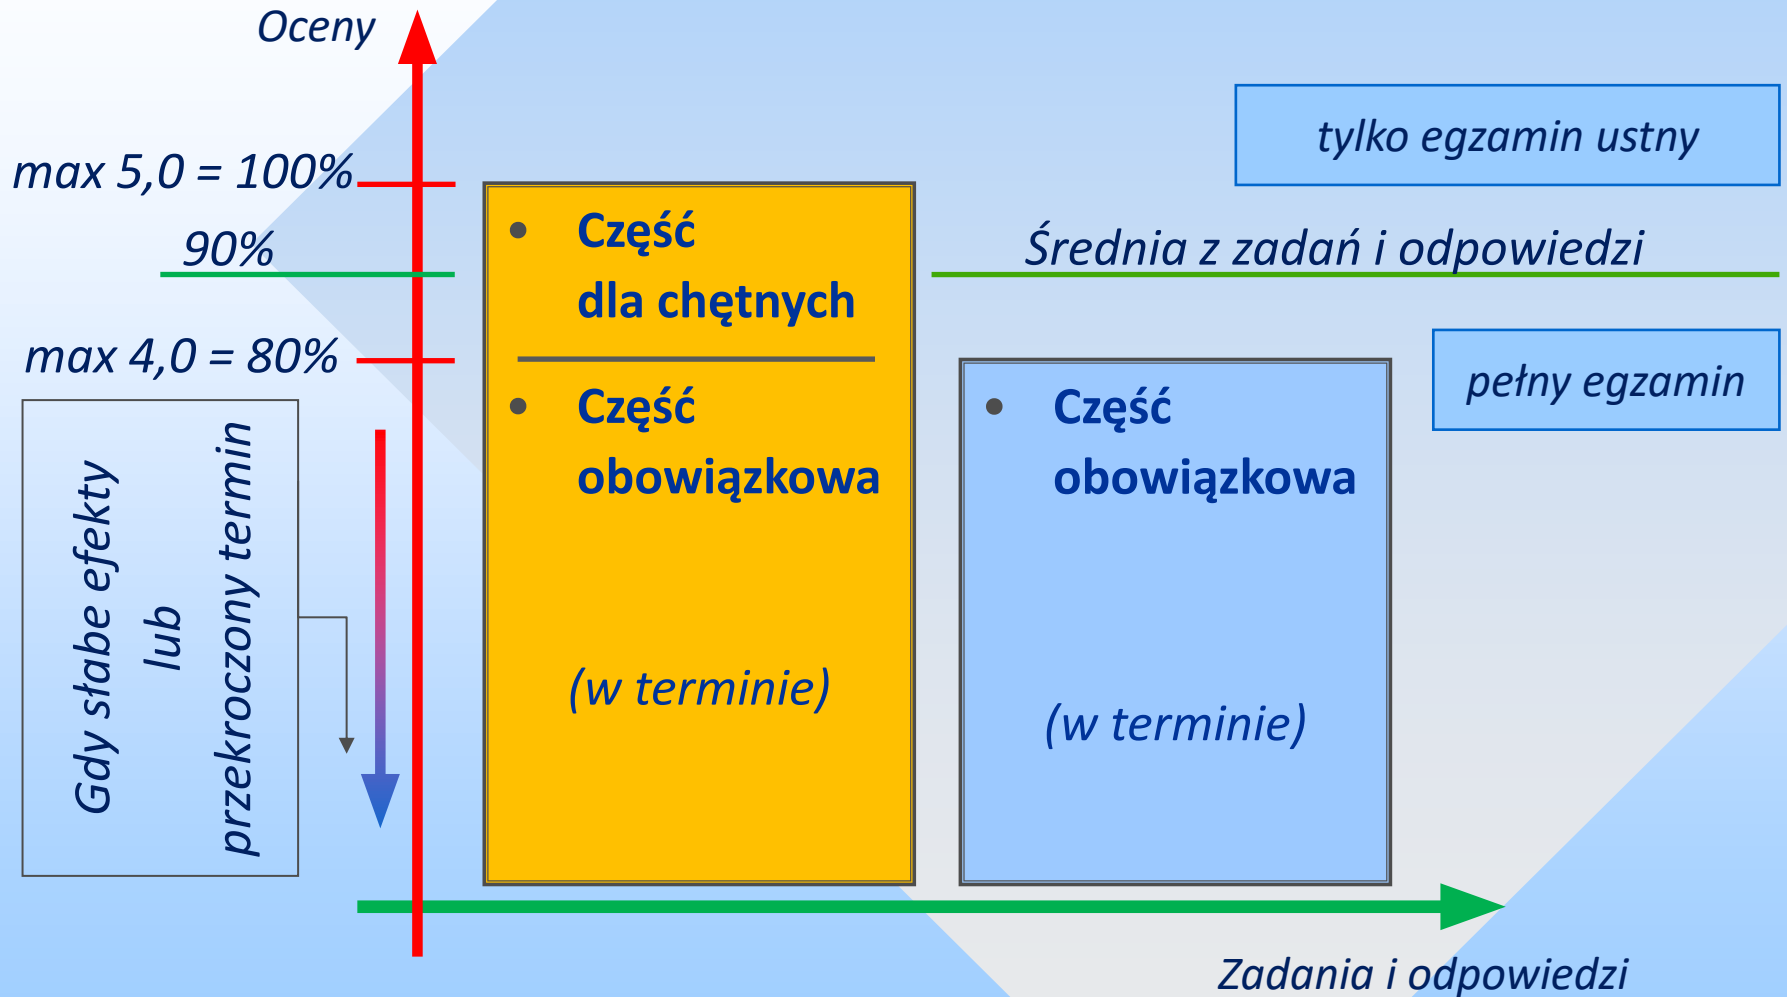 Oceny
max 5,0 = 100%
90%
max 4,0 = 80%
Gdy słabe efekty
lub
przekroczony termin
• Część
dla chętnych
• Część
obowiązkowa
(w terminie)
• Część
obowiązkowa
(w terminie)
tylko egzamin ustny
Średnia z zadań i odpowiedzi
pełny egzamin
Zadania i odpowiedzi